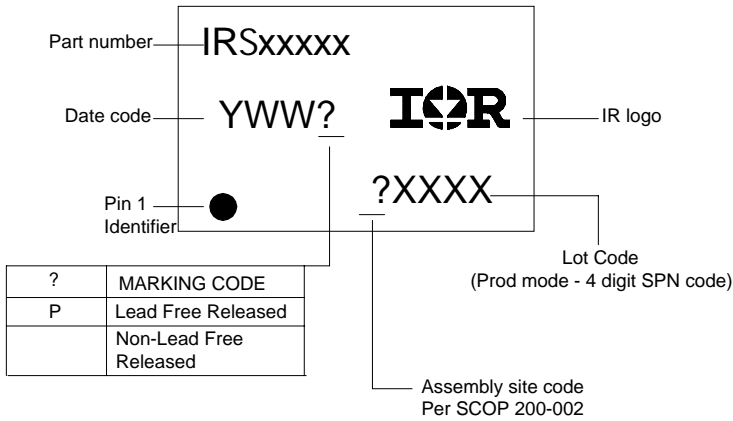 Part number
IRSxxxxx
Date code
YWW?
IOR
IR logo
Pin 1
Identifier
?XXXX
Lot Code
(Prod mode - 4 digit SPN code)
? MARKING CODE
P Lead Free Released
Non-Lead Free
Released
Assembly site code
Per SCOP 200-002